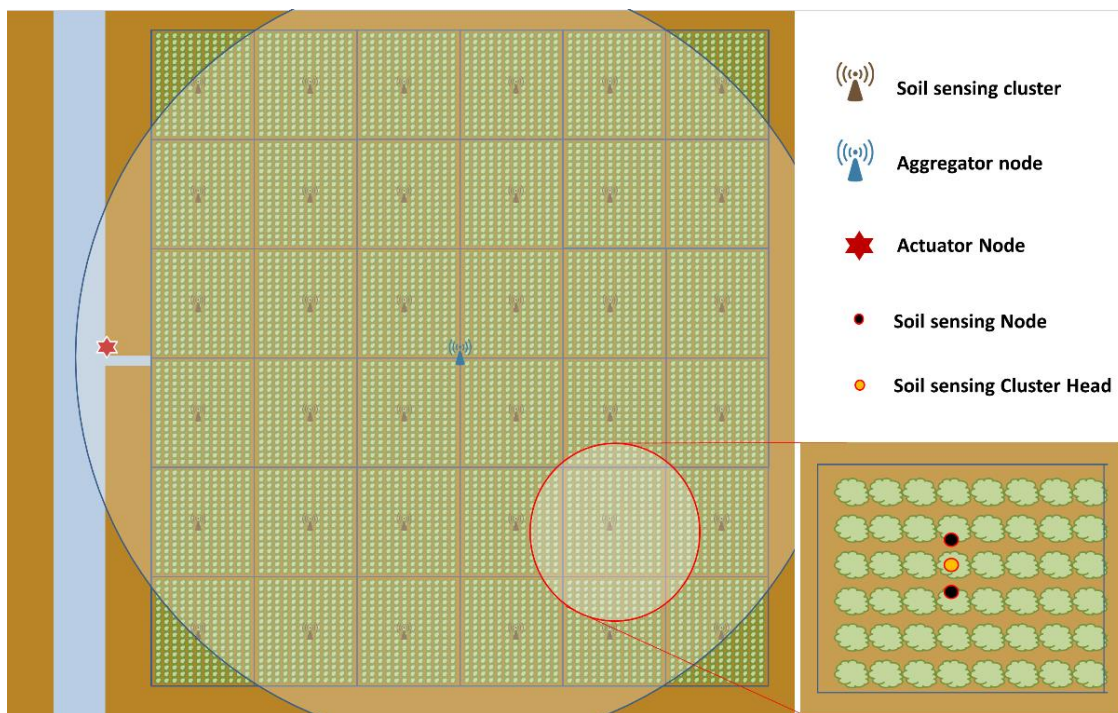 Soil sensing cluster
Aggregator node
Actuator Node
Soil sensing Node
Soil sensing Cluster Head